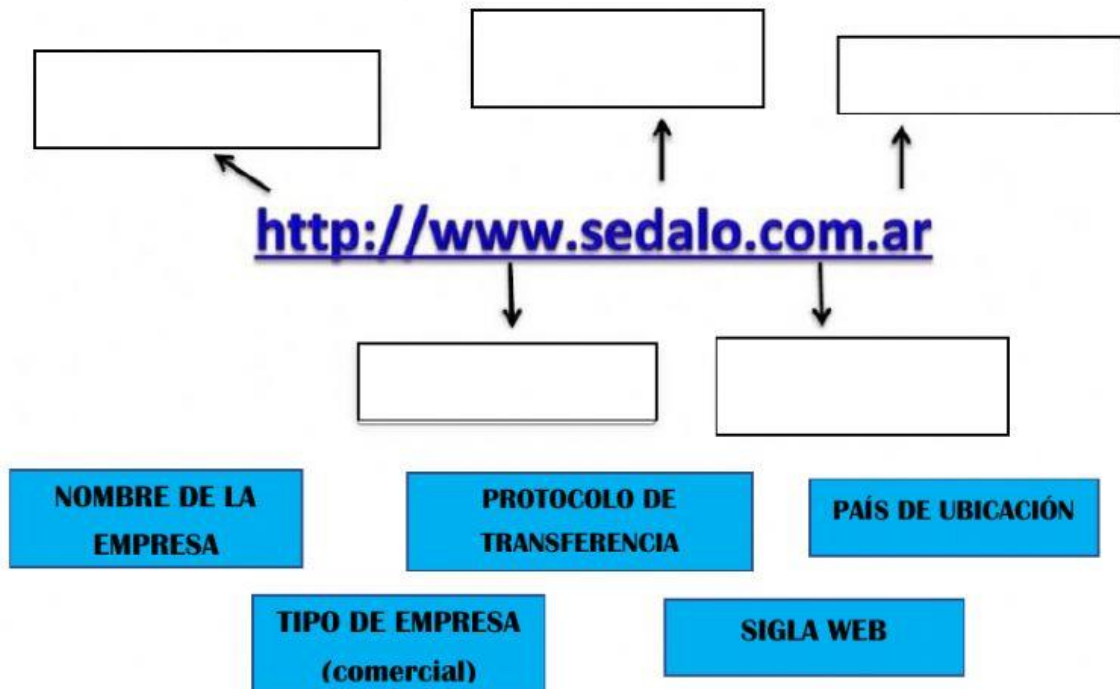 http://www.sedalo.com.ar
NOMBRE DE LA
EMPRESA
PROTOCOLO DE
TRANSFERENCIA
PAÍS DE UBICACIÓN
TIPO DE EMPRESA
(comercial)
SIGLA WEB